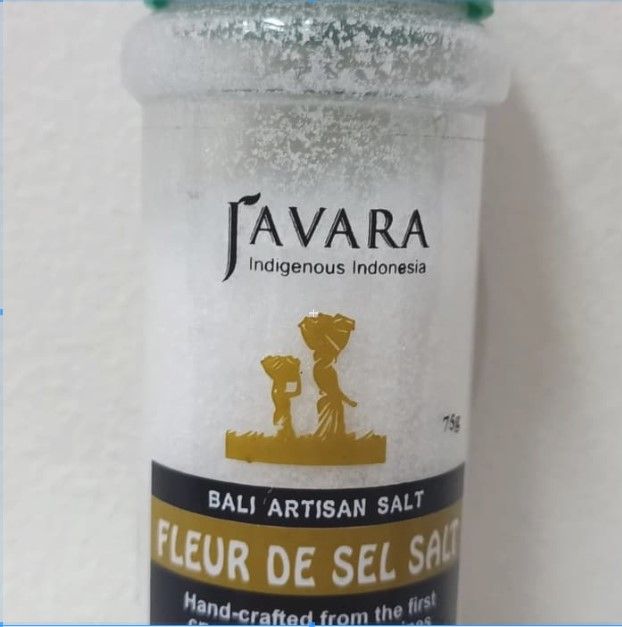 JAVARA
Indigenous Indonesia
75g
BALI ARTISAN SALT
FLEUR DE SEL SALT
Hand-crafted from the first